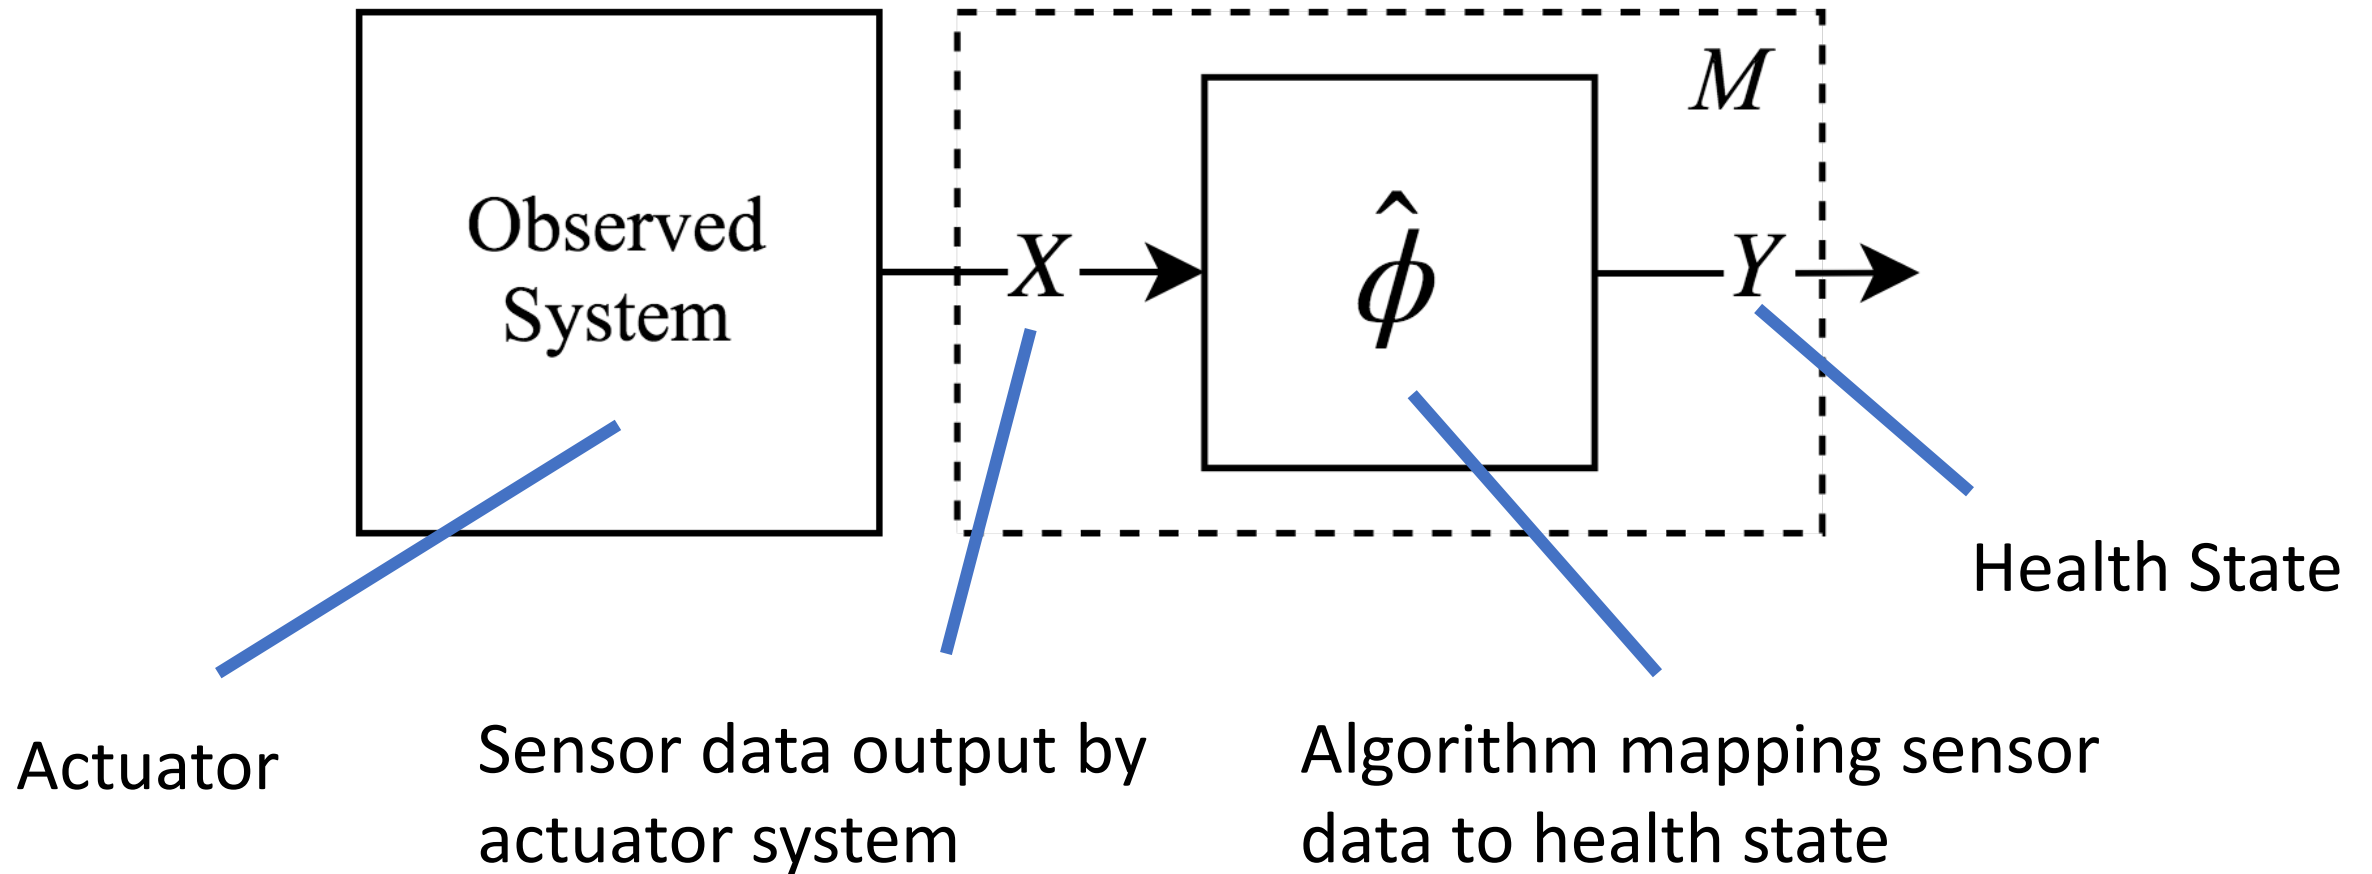 M
Observed
System
X
ϕ̂
Y
Health State
Actuator
Sensor data output by
actuator system
Algorithm mapping sensor
data to health state